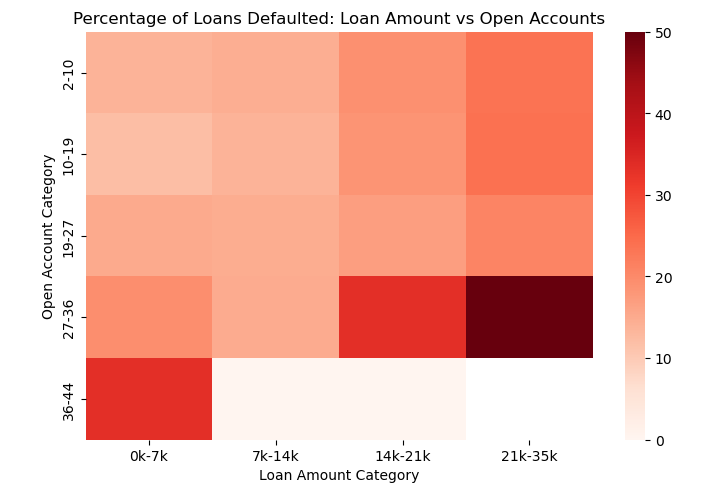 Percentage of Loans Defaulted: Loan Amount vs Open Accounts
Open Account Category
2-10
10-19
19-27
27-36
36-44
0k-7k 7k-14k 14k-21k 21k-35k
Loan Amount Category
50
40
30
20
10
0